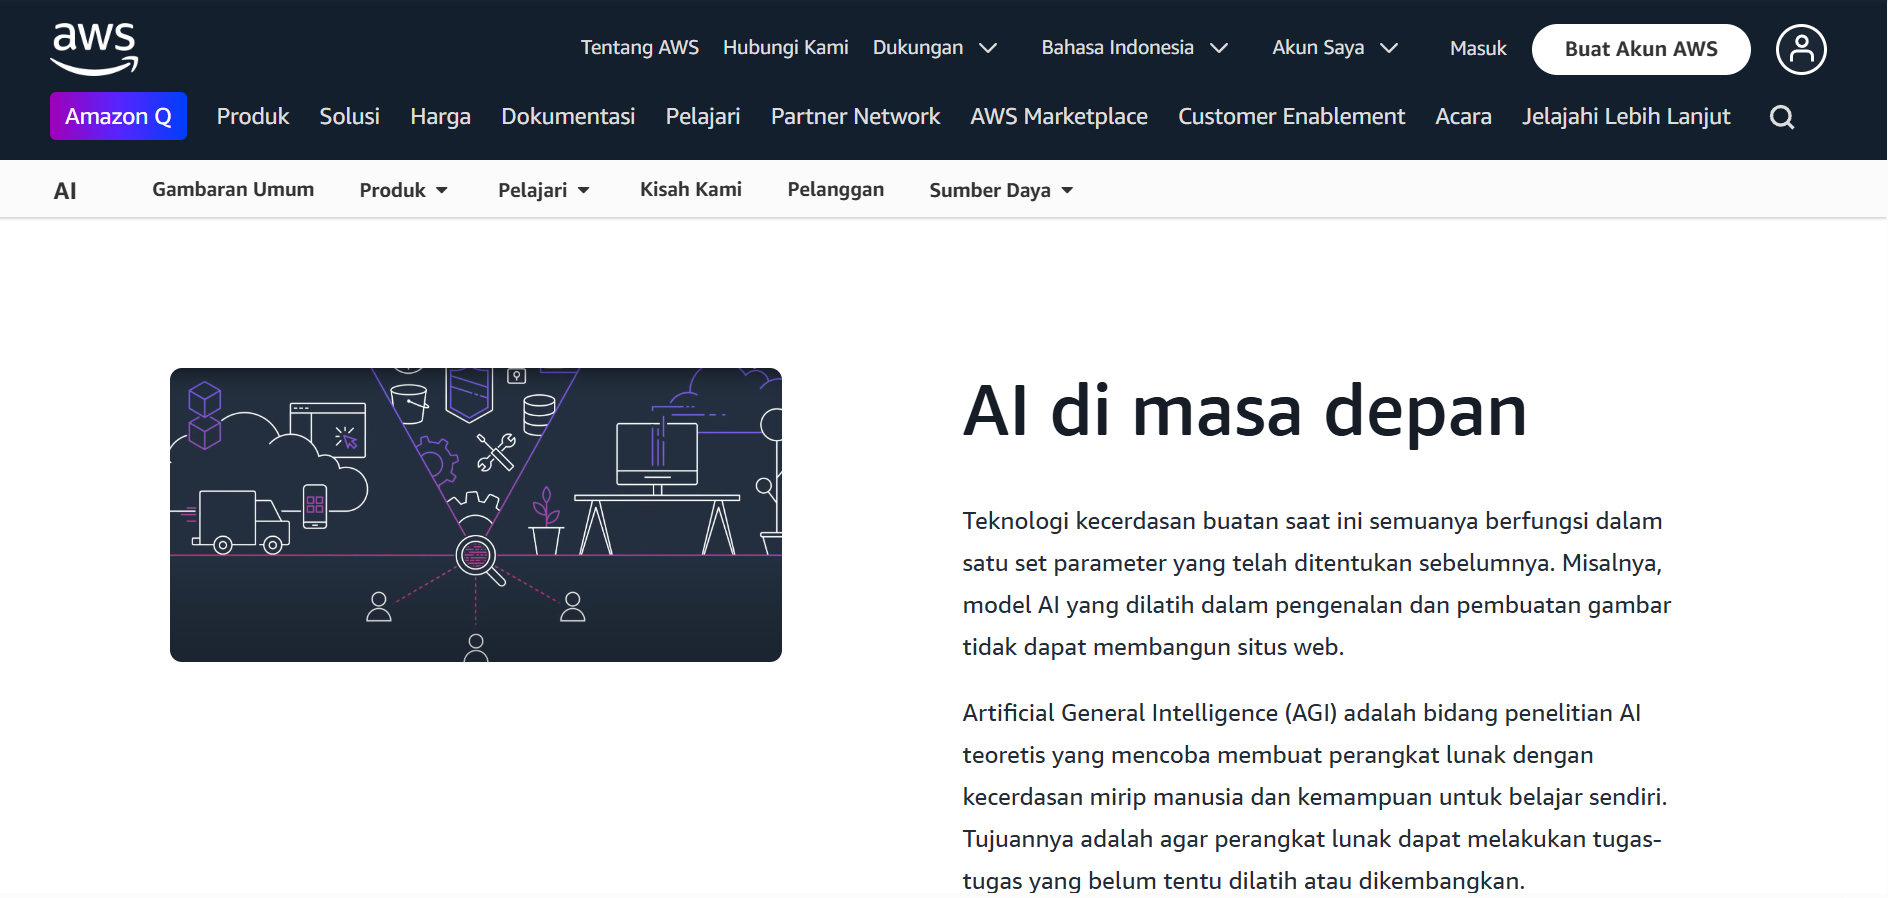 aws
Tentang AWS Hubungi Kami Dukungan Bahasa Indonesia Akun Saya Masuk Buat Akun AWS
Amazon Q Produk Solusi Harga Dokumentasi Pelajari Partner Network AWS Marketplace Customer Enablement Acara Jelajahi Lebih Lanjut
AI Gambaran Umum Produk Pelajari Kisah Kami Pelanggan Sumber Daya
AI di masa depan
Teknologi kecerdasan buatan saat ini semuanya berfungsi dalam
satu set parameter yang telah ditentukan sebelumnya. Misalnya,
model AI yang dilatih dalam pengenalan dan pembuatan gambar
tidak dapat membangun situs web.
Artificial General Intelligence (AGI) adalah bidang penelitian AI
teoretis yang mencoba membuat perangkat lunak dengan
kecerdasan mirip manusia dan kemampuan untuk belajar sendiri.
Tujuannya adalah agar perangkat lunak dapat melakukan tugas-
tugas yang belum tentu dilatih atau dikembangkan.